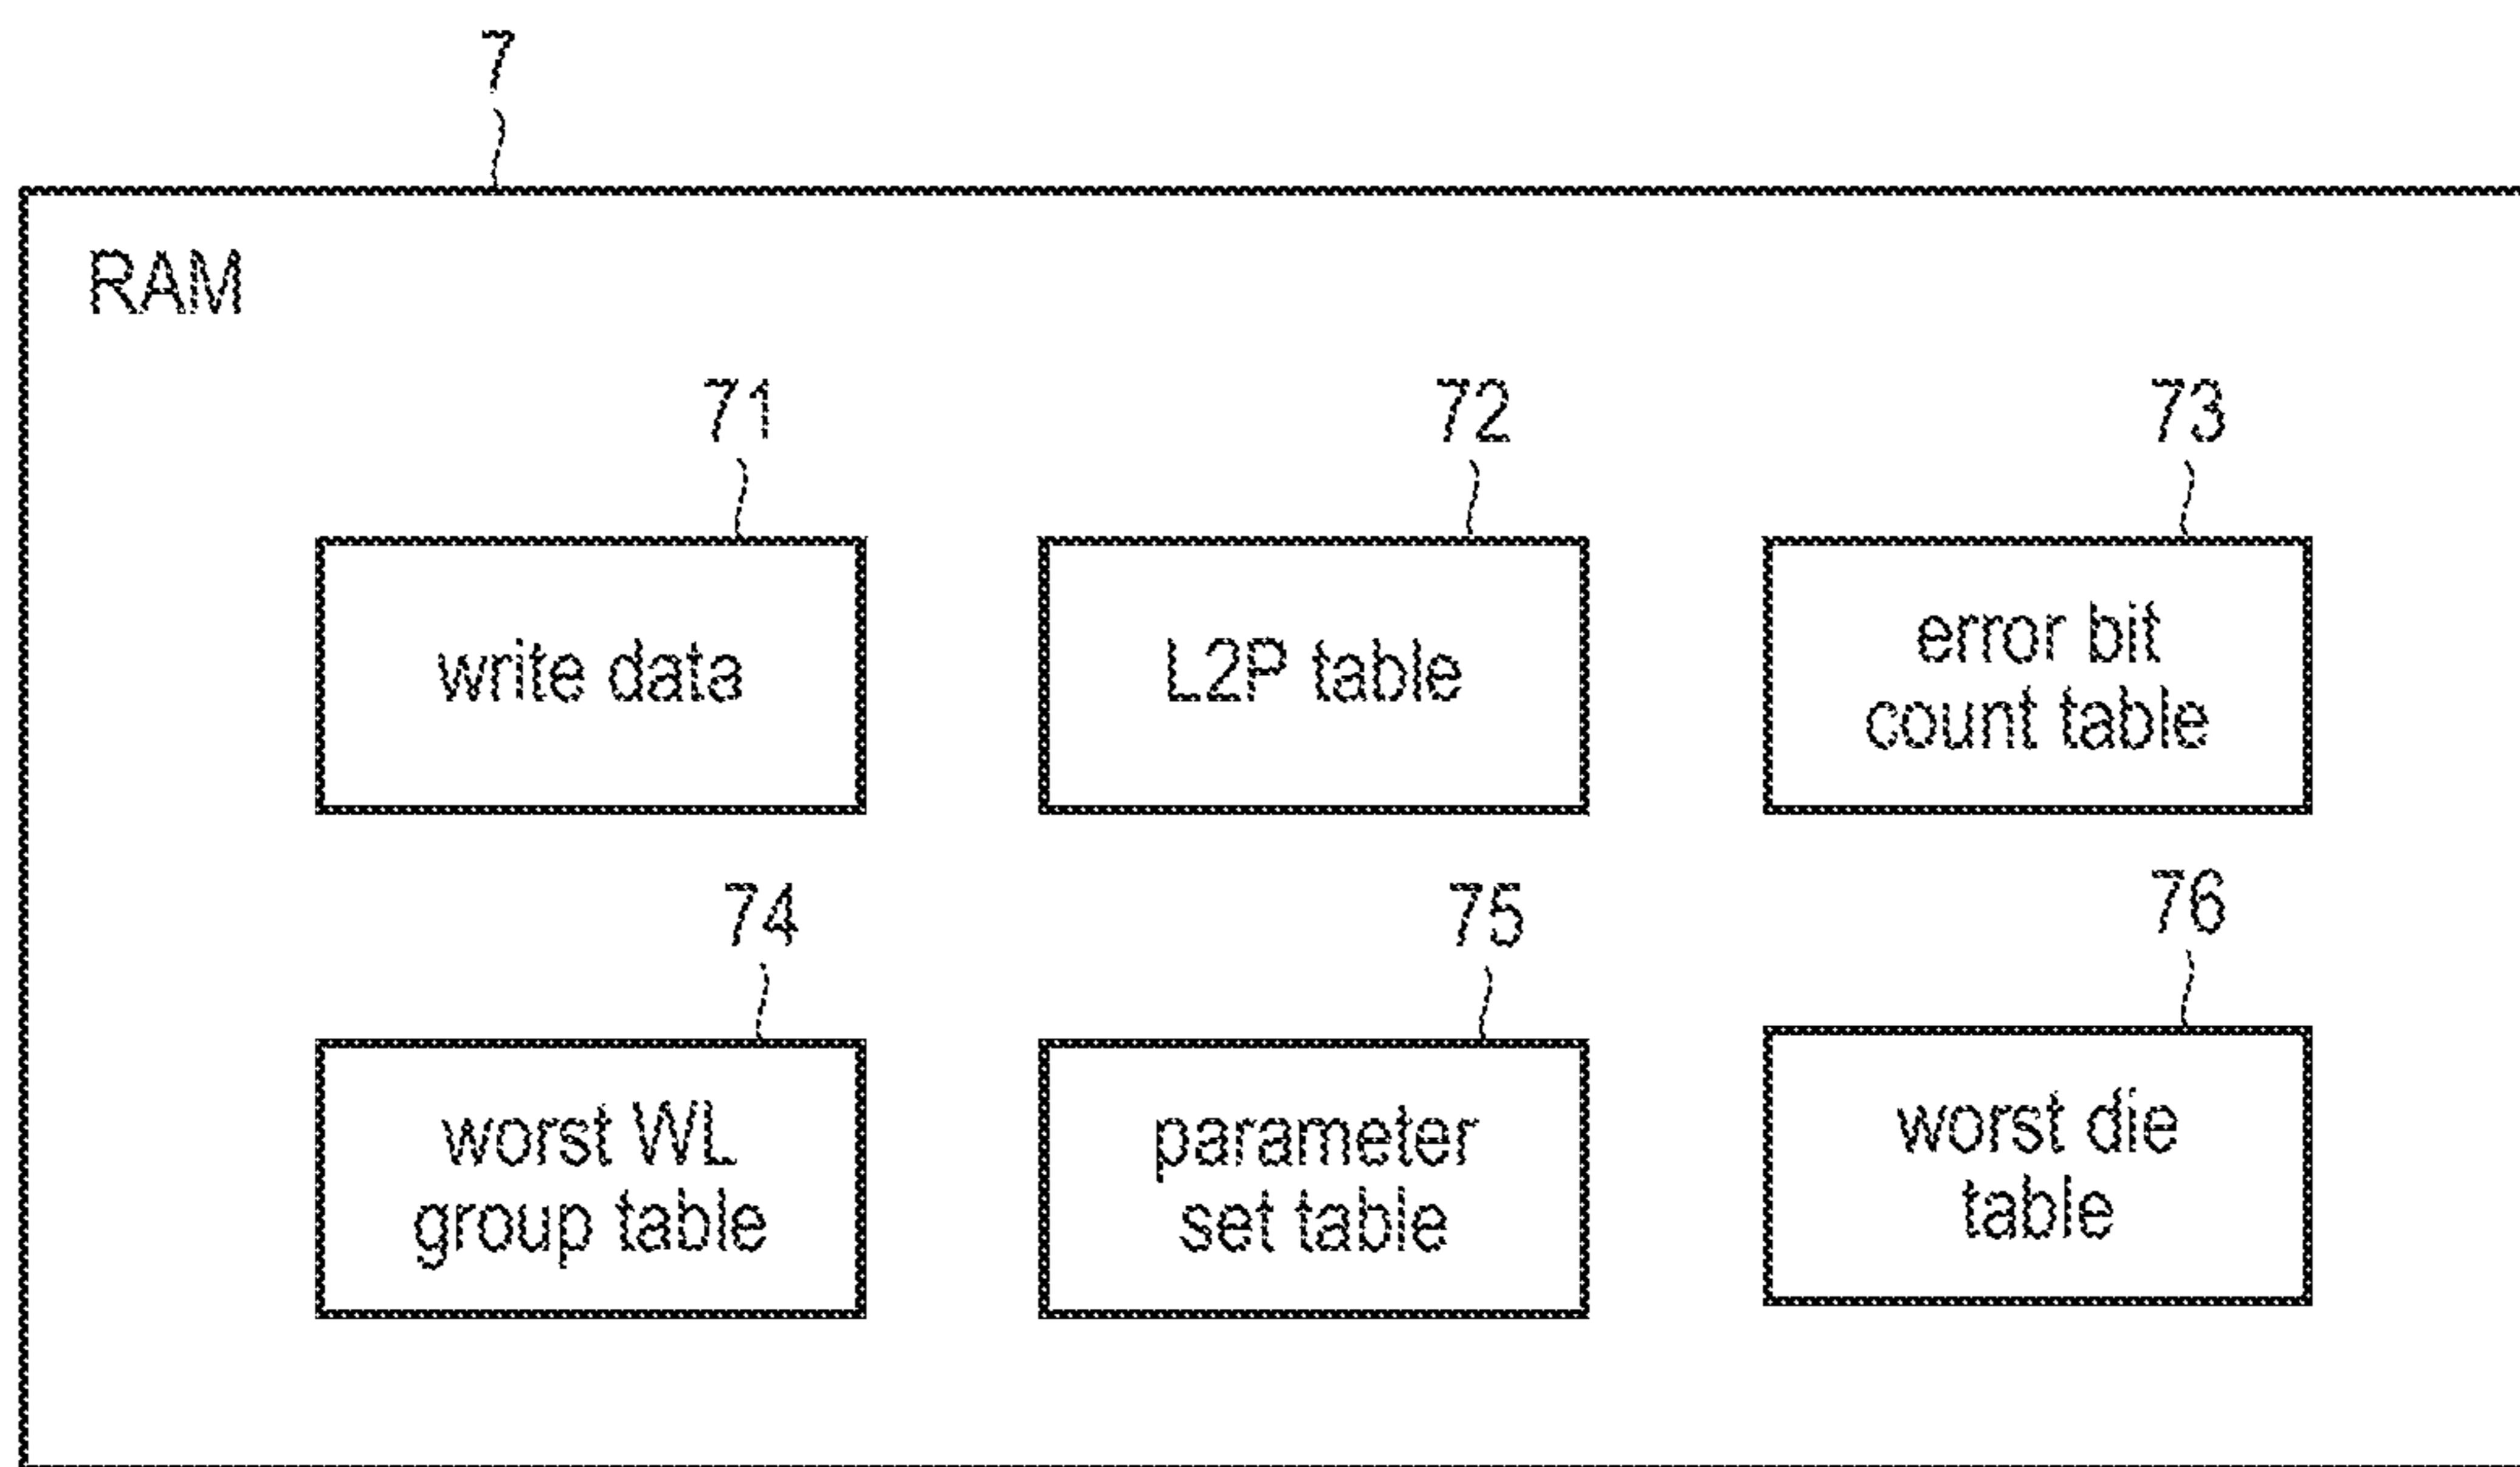 7
RAM
71
72
73
write data
L2P table
error bit
count table
74
75
76
worst WL
group table
parameter
set table
worst die
table